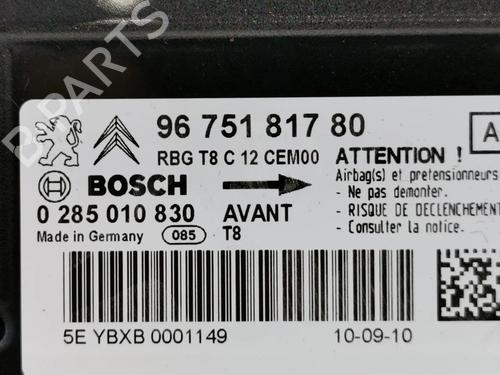 96 751 817 80
A
RBG T8 C 12 CEM00
ATTENTION !
Airbag(s) et pretensionneurs
- Ne pas demonter.
- RISQUE DE DECLENCHEMENT
- Consulter la notice.
BOSCH
0 285 010 830
AVANT
T8
Made in Germany
085
5E YBXB 0001149
10-09-10
B PARTS